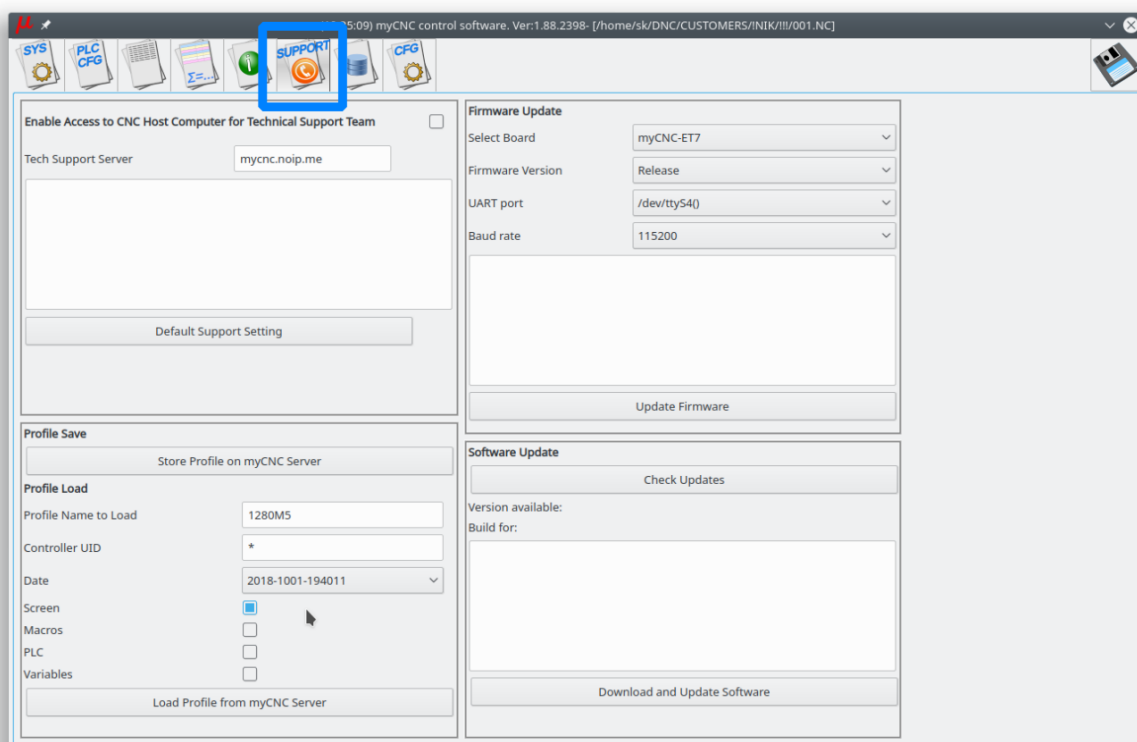 5:09) myCNC control software. Ver:1.88.2398- [/home/sk/DNC/CUSTOMERS/!NIK/!!!/001.NC]
SYS
PLC
CFG
Σ=...
SUPPORT
CFG
Enable Access to CNC Host Computer for Technical Support Team
Tech Support Server
mycnc.noip.me
Default Support Setting
Profile Save
Store Profile on myCNC Server
Profile Load
Profile Name to Load
1280M5
Controller UID
*
Date
2018-1001-194011
Screen
Macros
PLC
Variables
Load Profile from myCNC Server
Firmware Update
Select Board
myCNC-ET7
Firmware Version
Release
UART port
/dev/ttyS4()
Baud rate
115200
Update Firmware
Software Update
Check Updates
Version available:
Build for:
Download and Update Software